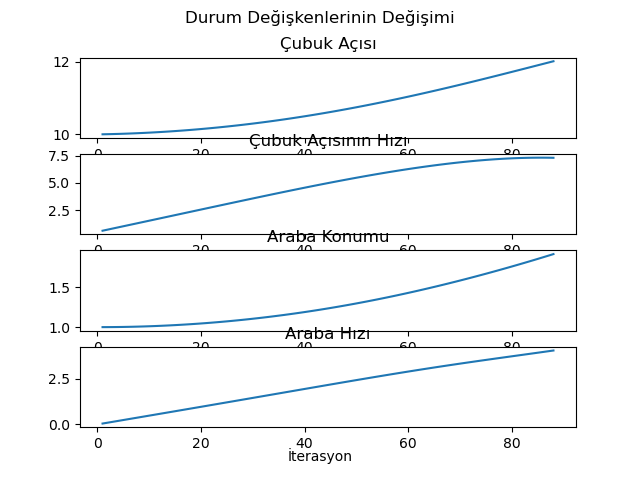 Durum Değişkenlerinin Değişimi
Çubuk Açısı
12
10
0 20 40 60 80
Çubuk Açısının Hızı
7.5
5.0
2.5
0 20 40 60 80
Araba Konumu
1.5
1.0
0 20 40 60 80
Araba Hızı
2.5
0.0
0 20 40 60 80
İterasyon